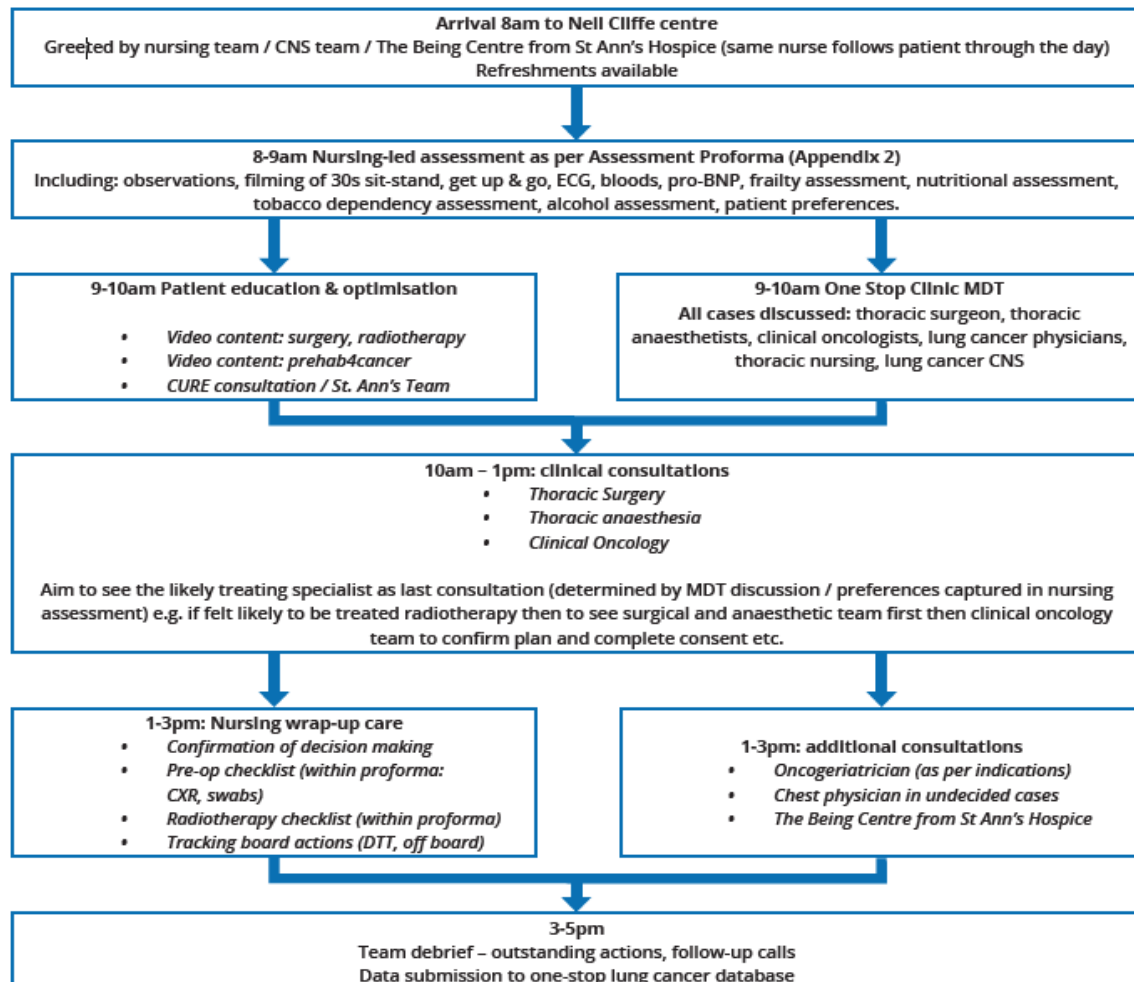 Arrival 8am to Neil Cliffe centre
Greeted by nursing team / CNS team / The Being Centre from St Ann's Hospice (same nurse follows patient through the day)
Refreshments available
8-9am Nursing-led assessment as per Assessment Proforma (Appendix 2)
Including: observations, filming of 30s sit-stand, get up & go, ECG, bloods, pro-BNP, frailty assessment, nutritional assessment,
tobacco dependency assessment, alcohol assessment, patient preferences.
9-10am Patient education & optimisation
• Video content: surgery, radiotherapy
• Video content: prehab4cancer
• CURE consultation / St. Ann's Team
9-10am One Stop Clinic MDT
All cases discussed: thoracic surgeon, thoracic
anaesthetists, clinical oncologists, lung cancer physicians,
thoracic nursing, lung cancer CNS
10am – 1pm: clinical consultations
• Thoracic Surgery
• Thoracic anaesthesia
• Clinical Oncology
Aim to see the likely treating specialist as last consultation (determined by MDT discussion / preferences captured in nursing
assessment) e.g. if felt likely to be treated radiotherapy then to see surgical and anaesthetic team first then clinical oncology
team to confirm plan and complete consent etc.
1-3pm: Nursing wrap-up care
• Confirmation of decision making
• Pre-op checklist (within proforma:
CXR, swabs)
• Radiotherapy checklist (within proforma)
• Tracking board actions (DTT, off board)
1-3pm: additional consultations
• Oncogeriatrician (as per indications)
• Chest physician in undecided cases
• The Being Centre from St Ann's Hospice
3-5pm
Team debrief – outstanding actions, follow-up calls
Data submission to one-stop lung cancer database